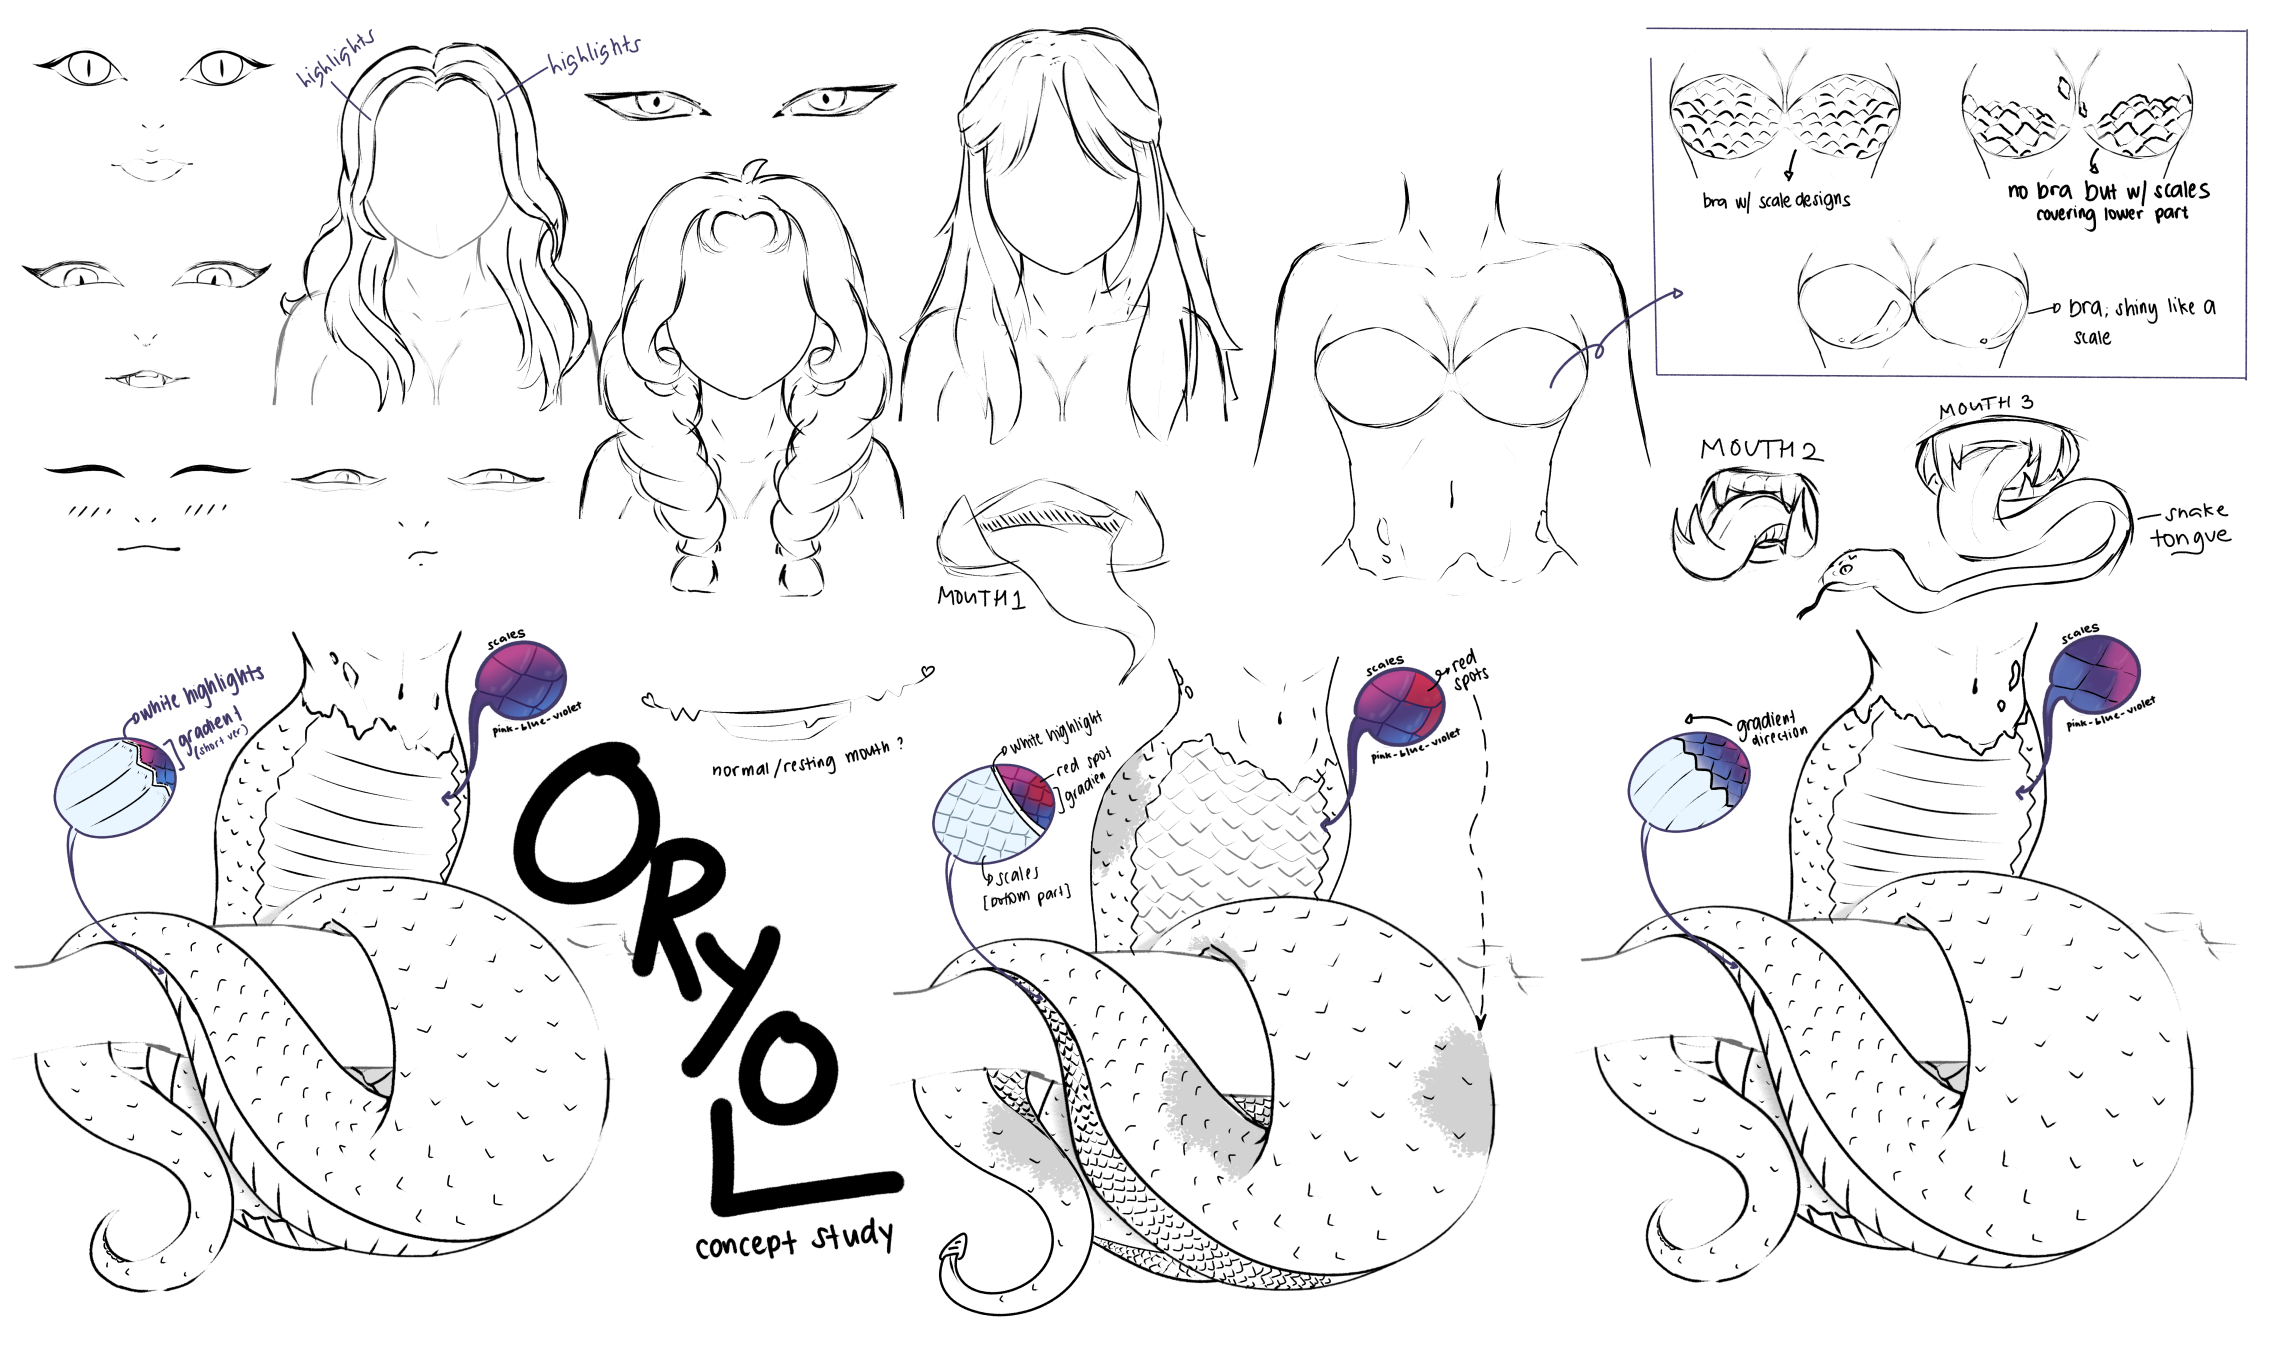 highlights
highlights
bra w/ scale designs
no bra but w/ scales
covering lower part
bra; shiny like a
scale
MOUTH 1
MOUTH 2
MOUTH 3
snake
tongue
normal/resting mouth ?
white highlights
gradient
(short ver)
scales
pink-blue-violet
ORYOL
concept study
white highlight
red spot
gradien
scales
[bottom part]
scales
red
spots
pink-blue-violet
gradient
direction
scales
pink-blue-violet